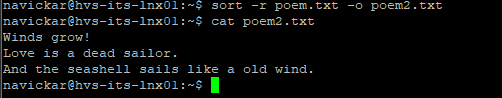 navickar@hvs-its-lnx01:~$ sort -r poem.txt -o poem2.txt
navickar@hvs-its-lnx01:~$ cat poem2.txt
Winds grow!
Love is a dead sailor.
And the seashell sails like a old wind.
navickar@hvs-its-lnx01:~$